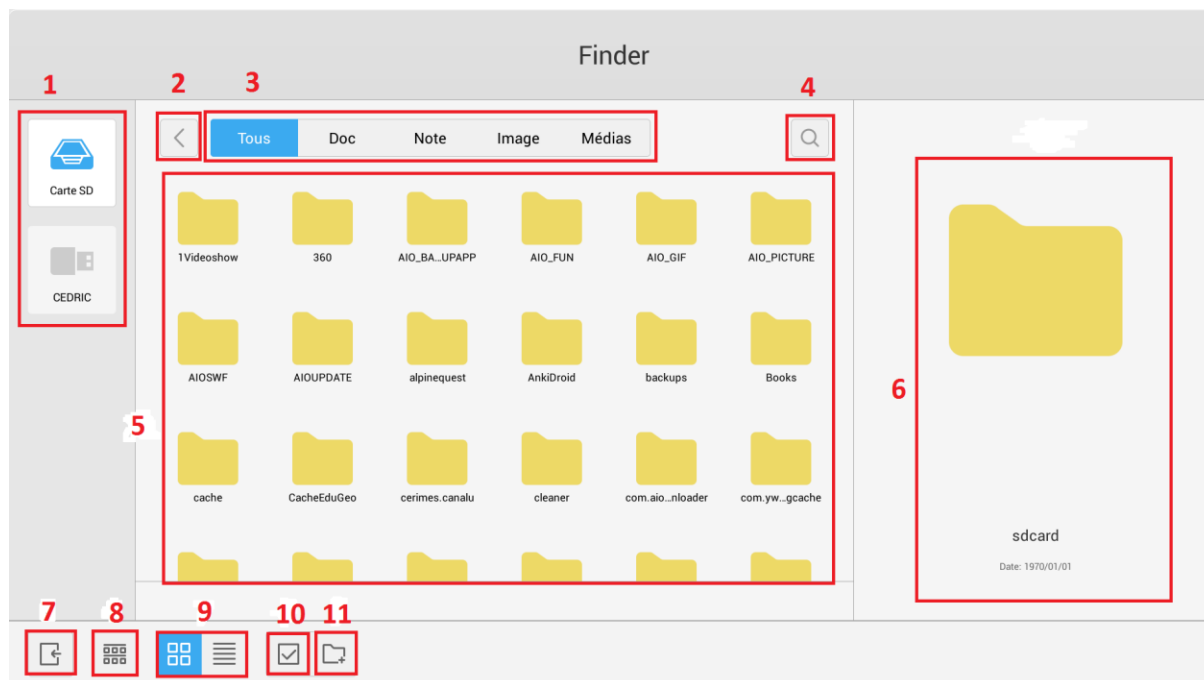 Finder
1 2 3 4
Tous Doc Note Image Médias
Carte SD
CEDRIC
1Videoshow 360 AIO_BA...UPAPP AIO_FUN AIO_GIF AIO_PICTURE
AIOSWF AIOUPDATE alpinequest AnkiDroid backups Books
5
6
cache CacheEduGeo cerimes.canalu cleaner com.aio...nloader com.yw...gcache
sdcard
Date: 1970/01/01
7 8 9 10 11